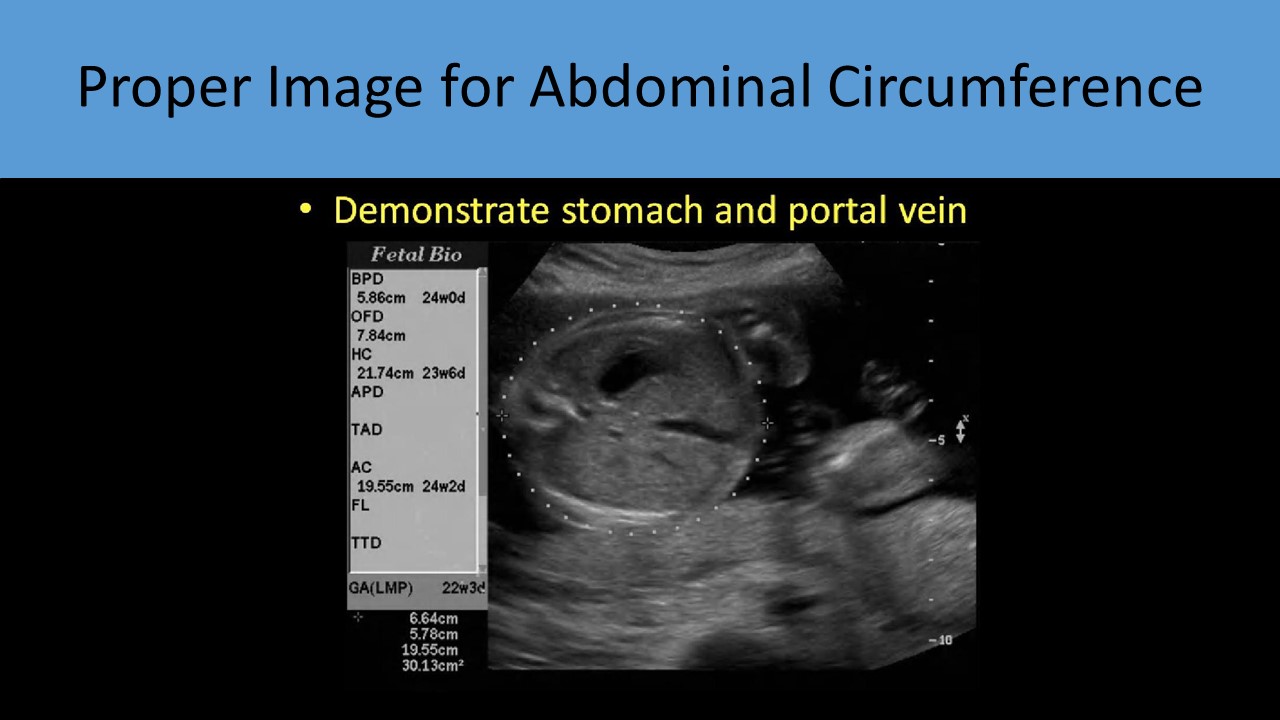 Proper Image for Abdominal Circumference
• Demonstrate stomach and portal vein
Fetal Bio
BPD
5.86cm 24w0d
OFD
7.84cm
HC
21.74cm 23w6d
APD
TAD
AC
19.55cm 24w2d
FL
TTD
GA(LMP) 22w3d
6.64cm
5.78cm
19.55cm
30.13cm²
x
-5
-10